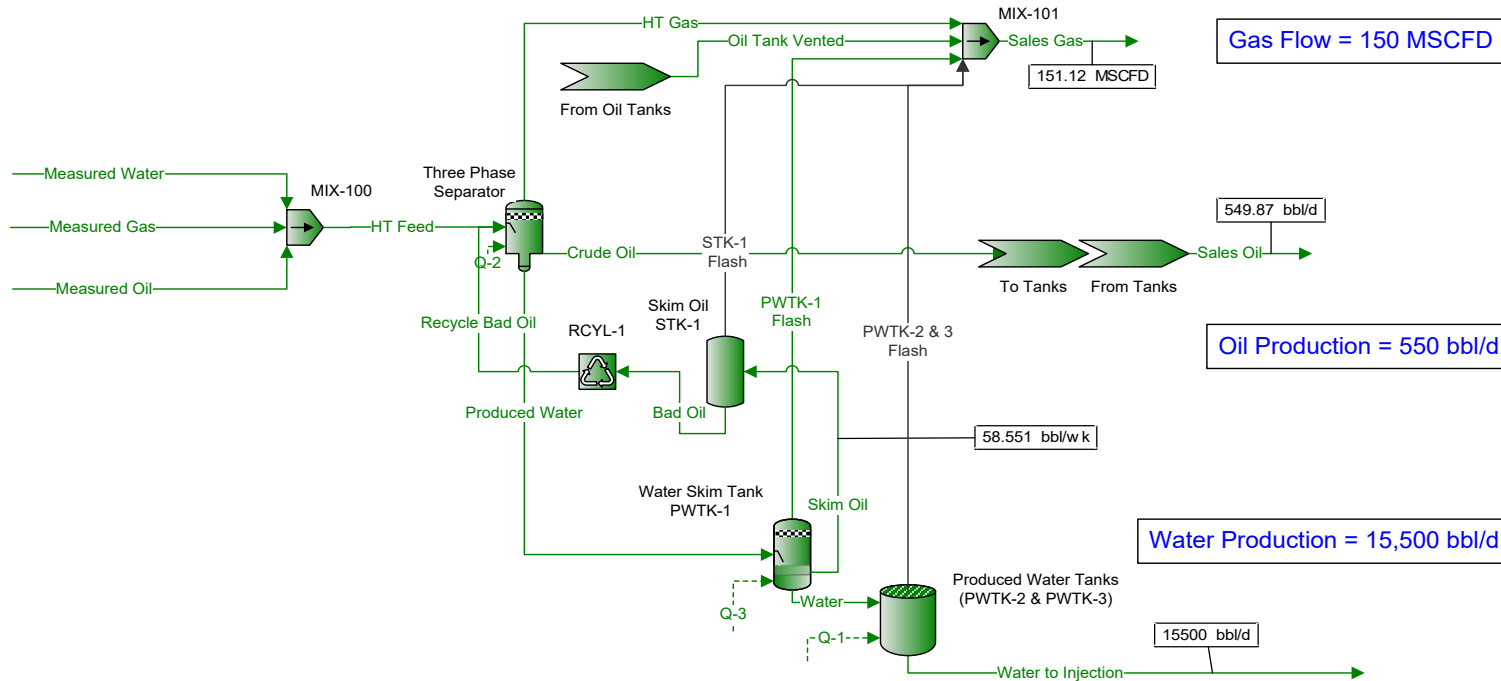 MIX-101
HT Gas
Oil Tank Vented
Sales Gas
Gas Flow = 150 MSCFD
151.12 MSCFD
From Oil Tanks
Measured Water
Three Phase
Separator
MIX-100
549.87 bbl/d
Measured Gas
HT Feed
STK-1
Flash
Crude Oil
Sales Oil
Q-2
To Tanks
From Tanks
Measured Oil
Skim Oil
STK-1
PWTK-1
Flash
Recycle Bad Oil
RCYL-1
PWTK-2 & 3
Flash
Oil Production = 550 bbl/d
Produced Water
Bad Oil
58.551 bbl/wk
Water Skim Tank
PWTK-1
Skim Oil
Water Production = 15,500 bbl/d
Produced Water Tanks
(PWTK-2 & PWTK-3)
Q-3
Water
Q-1
15500 bbl/d
Water to Injection